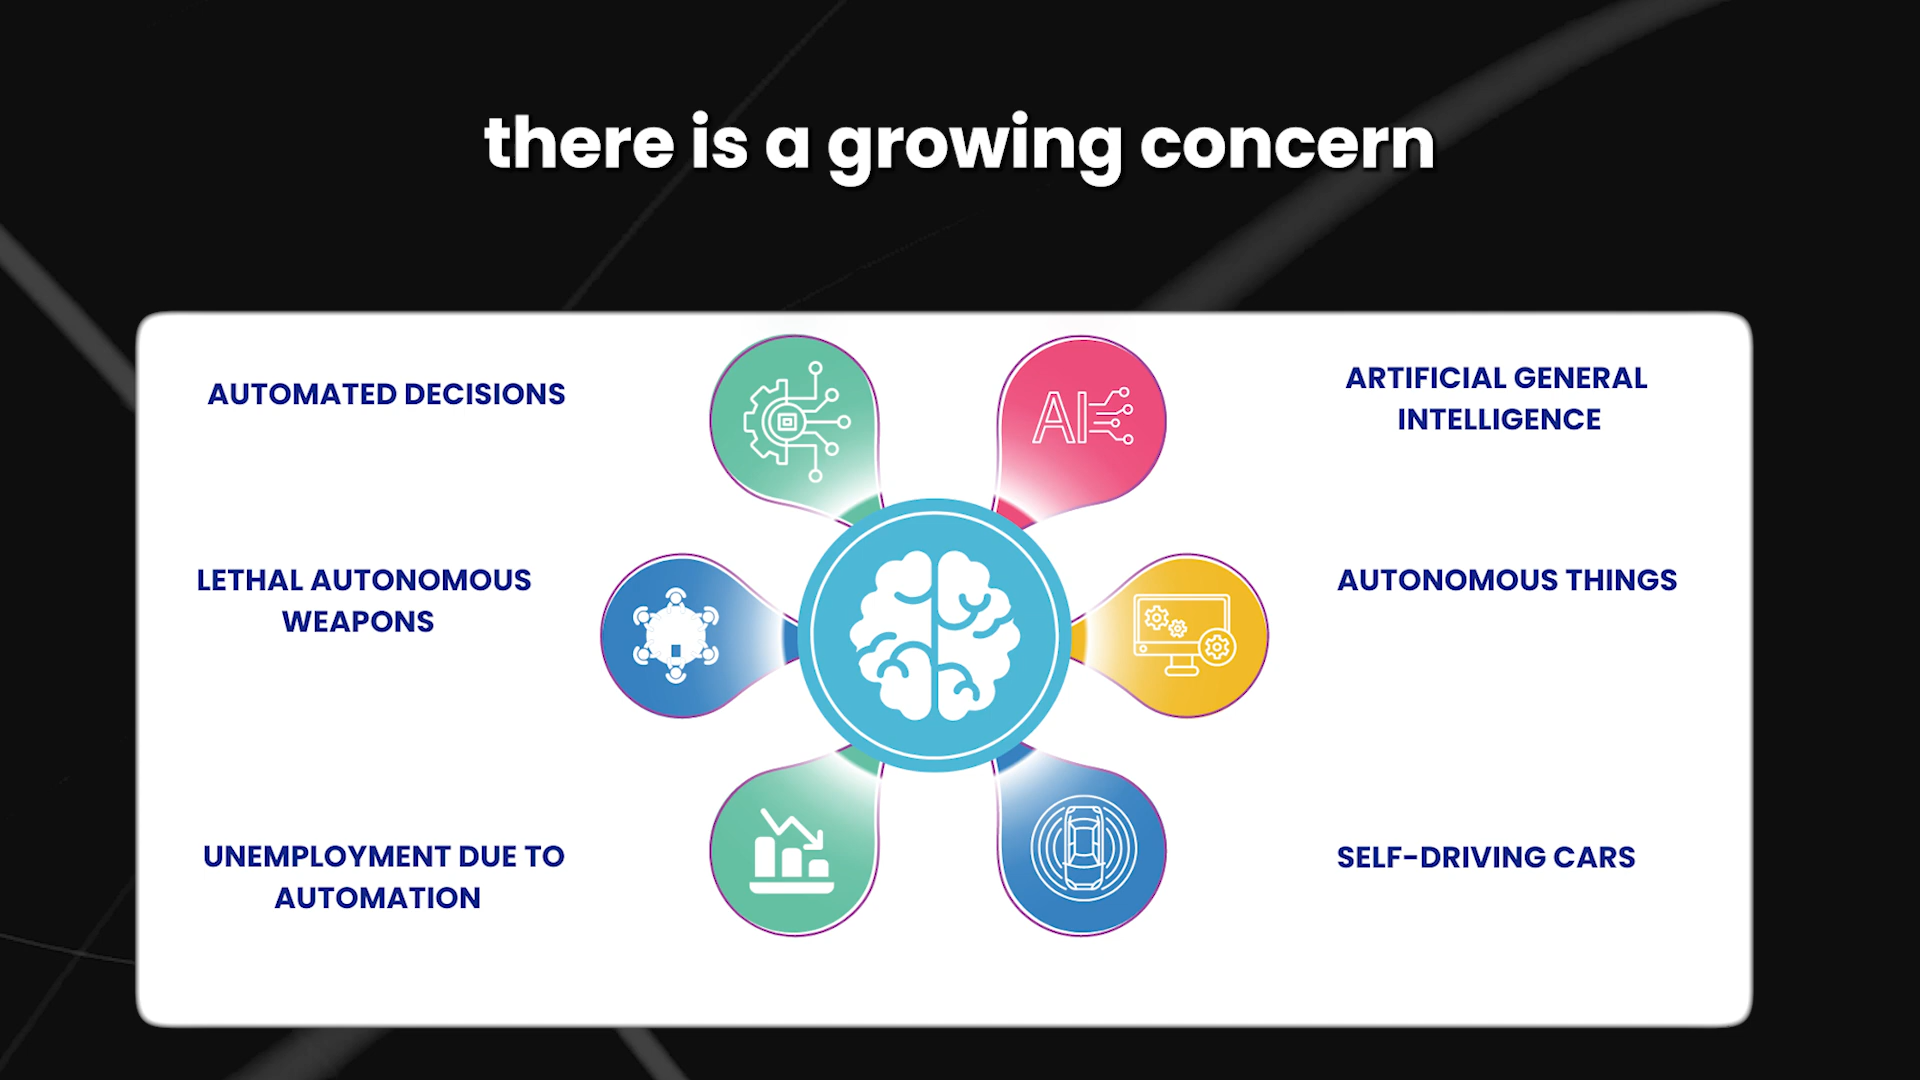 there is a growing concern
AUTOMATED DECISIONS
LETHAL AUTONOMOUS
WEAPONS
UNEMPLOYMENT DUE TO
AUTOMATION
AI
ARTIFICIAL GENERAL
INTELLIGENCE
AUTONOMOUS THINGS
SELF-DRIVING CARS